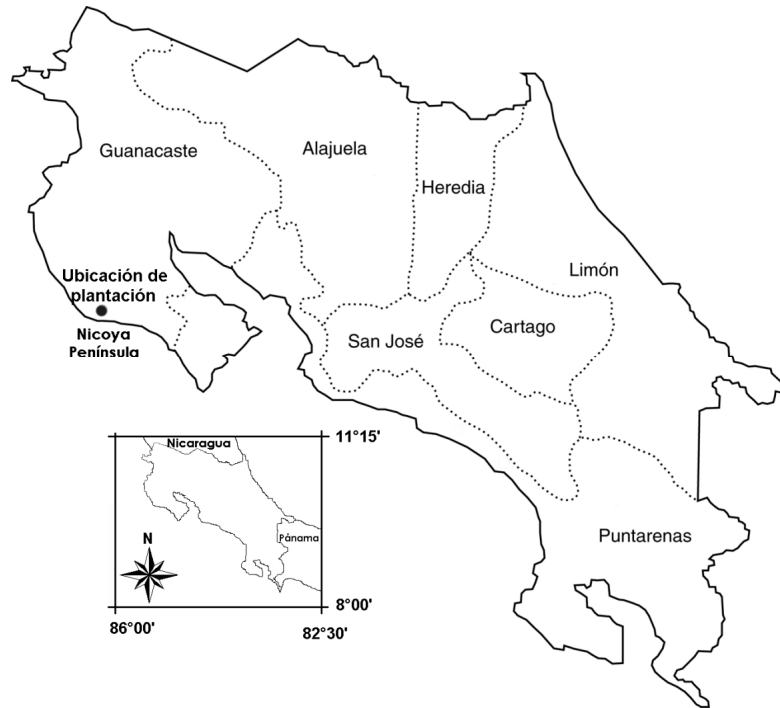 Guanacaste
Alajuela
Heredia
Limón
Ubicación de
plantación
Nicoya
Península
San José
Cartago
Puntarenas
Nicaragua
11°15'
Pánama
N
8°00'
86°00'
82°30'